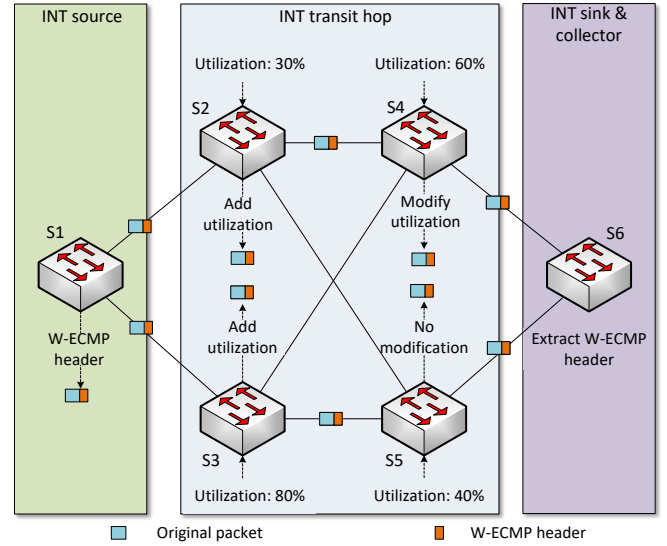 INT source
INT transit hop
INT sink &
collector
Utilization: 30%
Utilization: 60%
S2
S4
Add
utilization
Modify
utilization
S1
S6
W-ECMP
header
Add
utilization
No
modification
Extract W-ECMP
header
S3
S5
Utilization: 80%
Utilization: 40%
Original packet
W-ECMP header